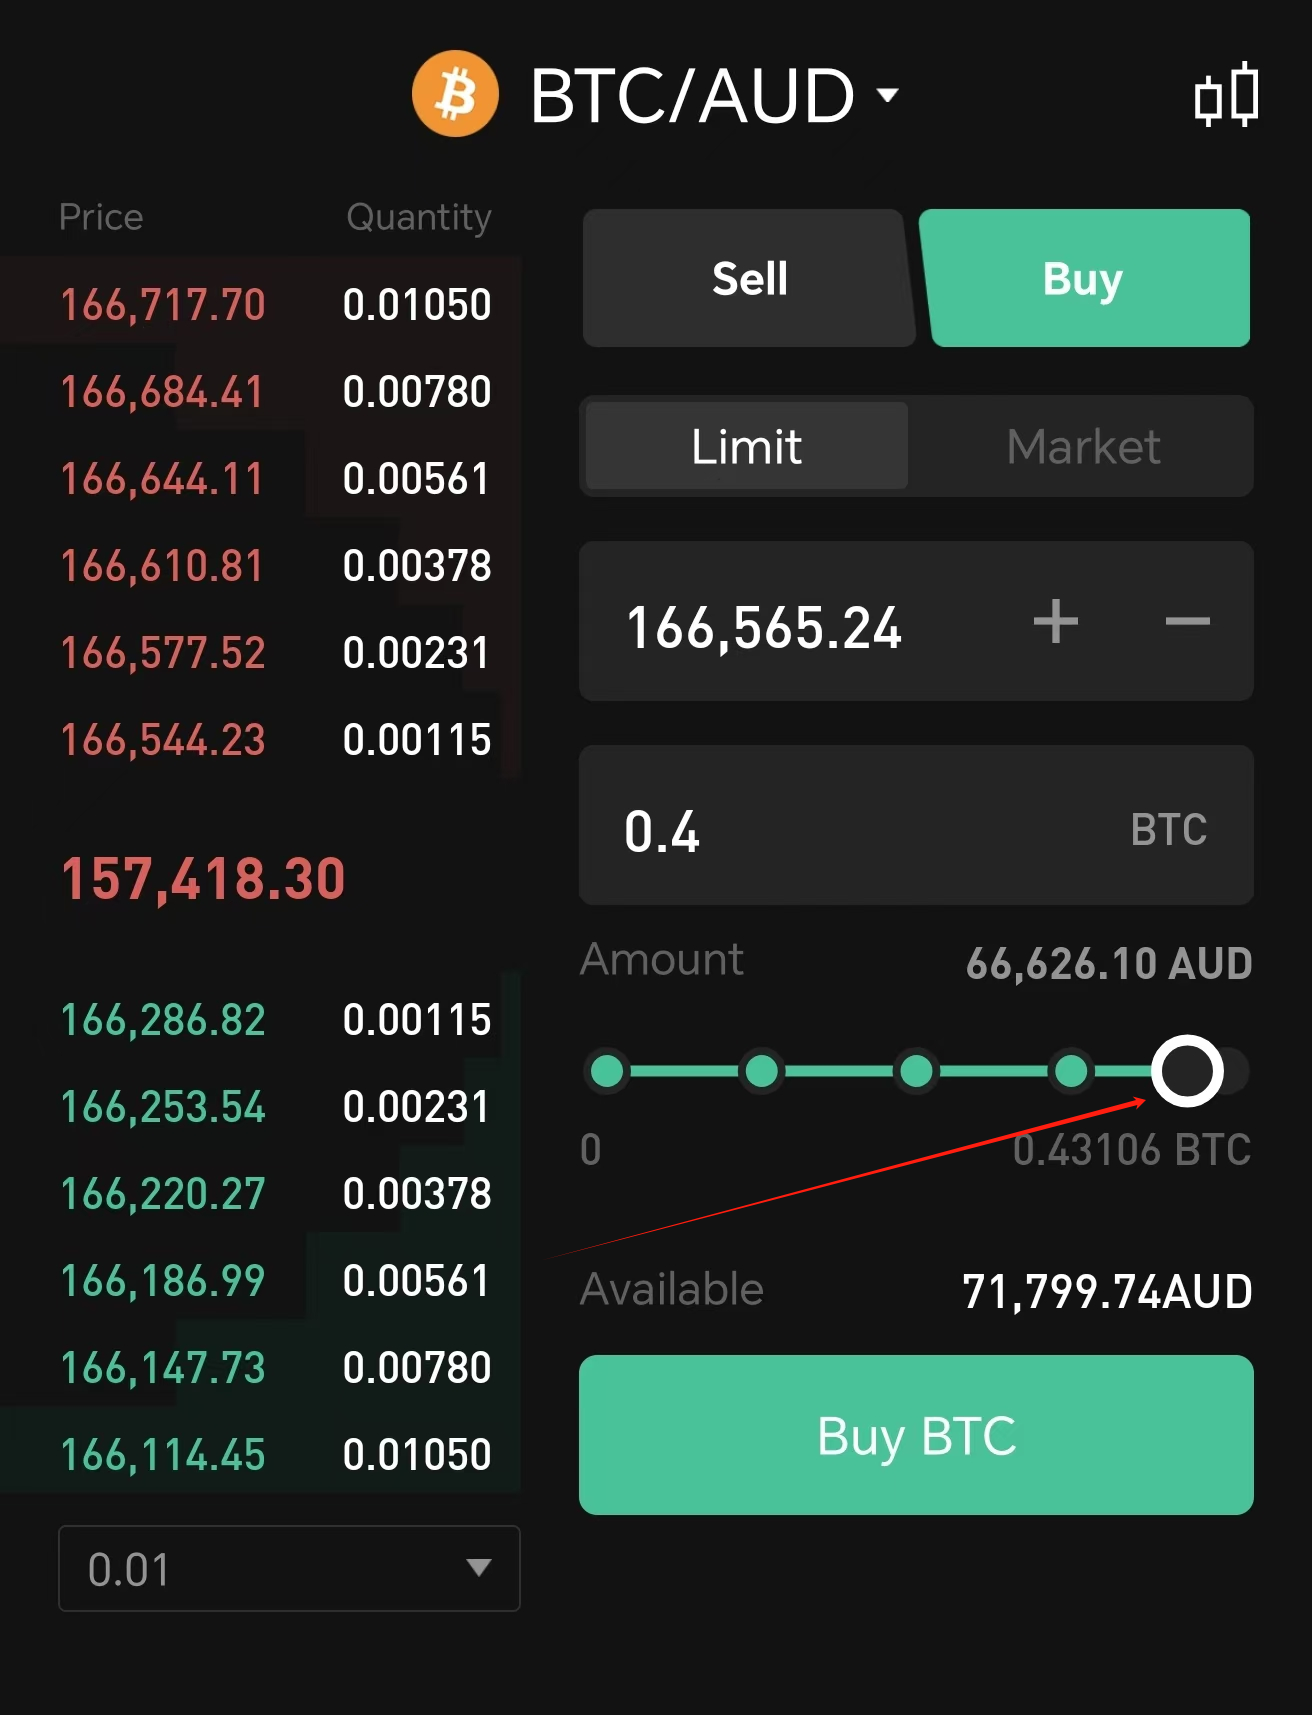 BTC/AUD
Price Quantity
166,717.70 0.01050
166,684.41 0.00780
166,644.11 0.00561
166,610.81 0.00378
166,577.52 0.00231
166,544.23 0.00115
157,418.30
166,286.82 0.00115
166,253.54 0.00231
166,220.27 0.00378
166,186.99 0.00561
166,147.73 0.00780
166,114.45 0.01050
0.01
Sell Buy
Limit Market
166,565.24 + −
0.4 BTC
Amount 66,626.10 AUD
0 0.43106 BTC
Available 71,799.74AUD
Buy BTC